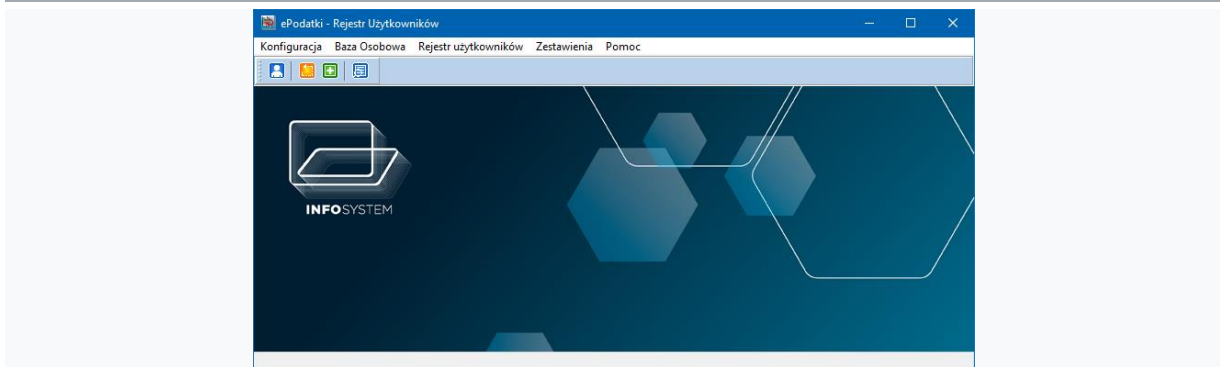 ePodatki - Rejestr Użytkowników
Konfiguracja Baza Osobowa Rejestr użytkowników Zestawienia Pomoc
INFOSYSTEM